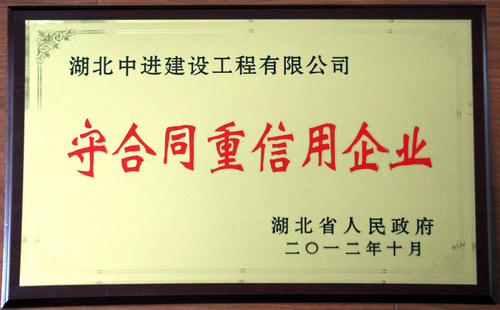 湖北中进建设工程有限公司
守合同重信用企业
湖北省人民政府
二〇一二年十月